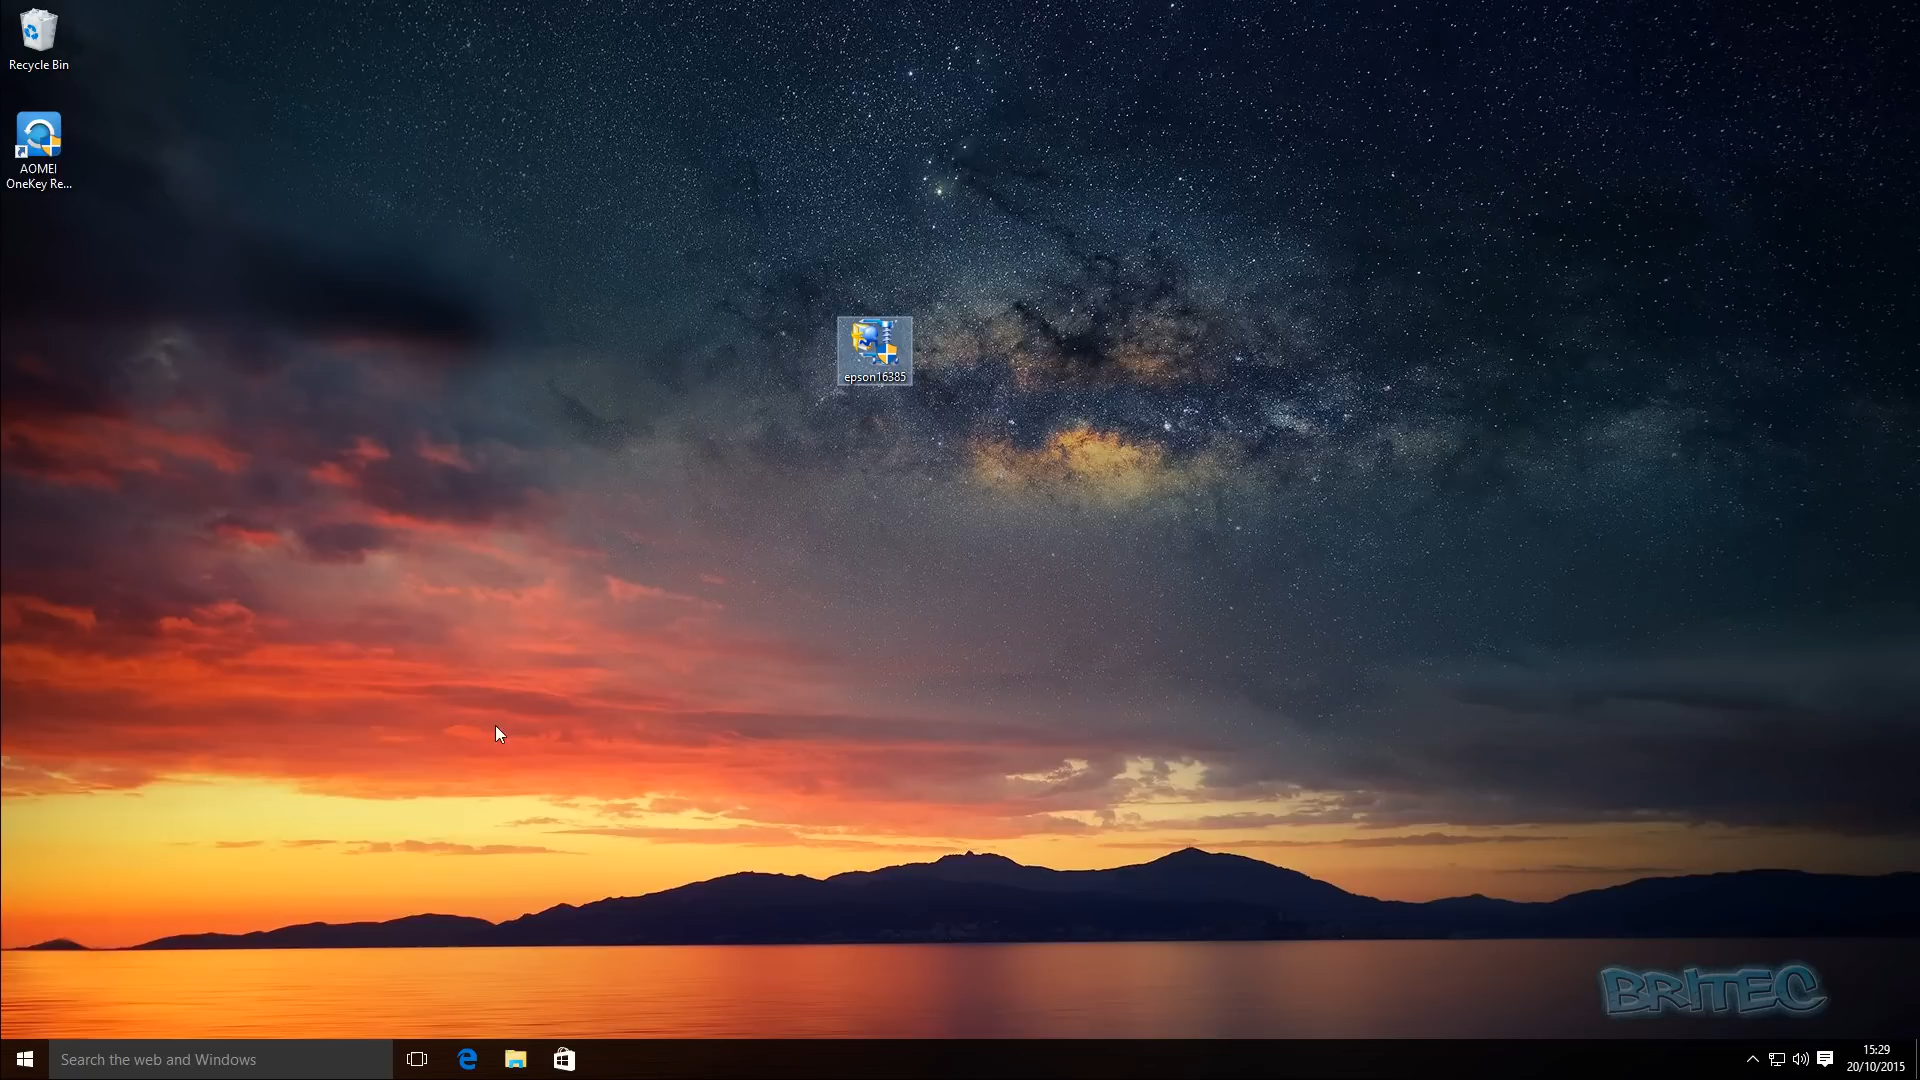 Recycle Bin
AOMEI
OneKey Re...
epson16385
BRITEC
Search the web and Windows
15:29
20/10/2015